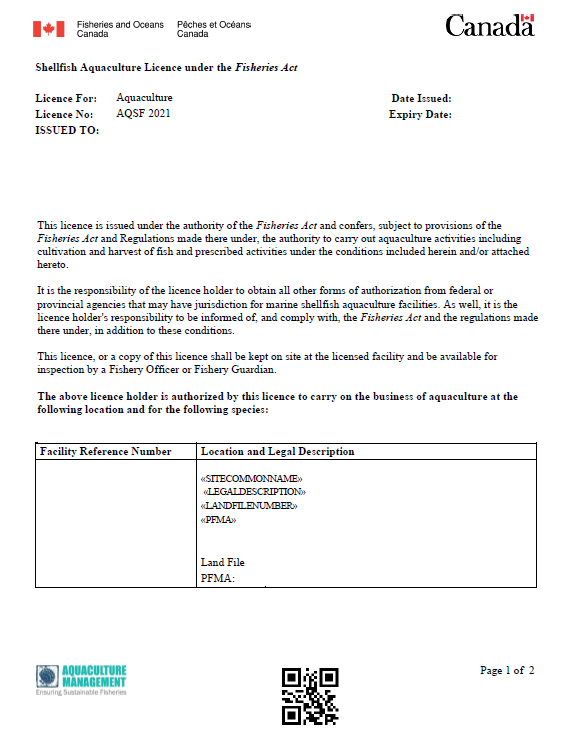 Fisheries and Oceans
Canada
Pêches et Océans
Canada
Canada
Shellfish Aquaculture Licence under the Fisheries Act
Licence For: Aquaculture
Date Issued:
Licence No: AQSF 2021
Expiry Date:
ISSUED TO:
This licence is issued under the authority of the Fisheries Act and confers, subject to provisions of the
Fisheries Act and Regulations made there under, the authority to carry out aquaculture activities including
cultivation and harvest of fish and prescribed activities under the conditions included herein and/or attached
hereto.
It is the responsibility of the licence holder to obtain all other forms of authorization from federal or
provincial agencies that may have jurisdiction for marine shellfish aquaculture facilities. As well, it is the
licence holder's responsibility to be informed of, and comply with, the Fisheries Act and the regulations made
there under, in addition to these conditions.
This licence, or a copy of this licence shall be kept on site at the licensed facility and be available for
inspection by a Fishery Officer or Fishery Guardian.
The above licence holder is authorized by this licence to carry on the business of aquaculture at the
following location and for the following species:
Facility Reference Number
Location and Legal Description
«SITECOMMONNAME»
«LEGALDESCRIPTION»
«LANDFILENUMBER»
«PFMA»
Land File
PFMA:
AQUACULTURE
MANAGEMENT
Ensuring Sustainable Fisheries
Page 1 of 2